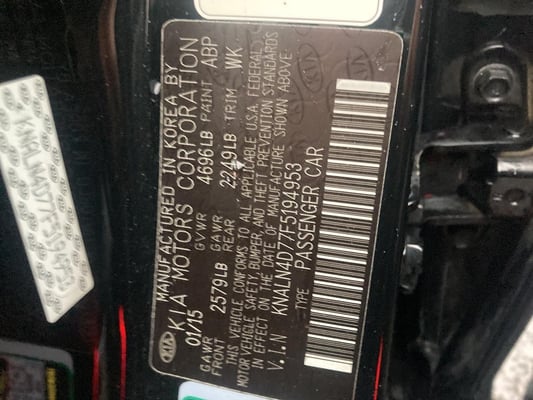 MANUFACTURED IN KOREA BY
KIA MOTORS CORPORATION
01/15 GVWR 4696LB PAINT ABP
GAWR FRONT 2579LB GAWR REAR 2249LB TRIM WK
THIS VEHICLE CONFORMS TO ALL APPLICABLE U.S.A. FEDERAL
MOTOR VEHICLE SAFETY BUMPER, AND THEFT PREVENTION STANDARDS
IN EFFECT ON THE DATE OF MANUFACTURE SHOWN ABOVE.
V.I.N KNALN4D77F5194953
TYPE: PASSENGER CAR
KIA